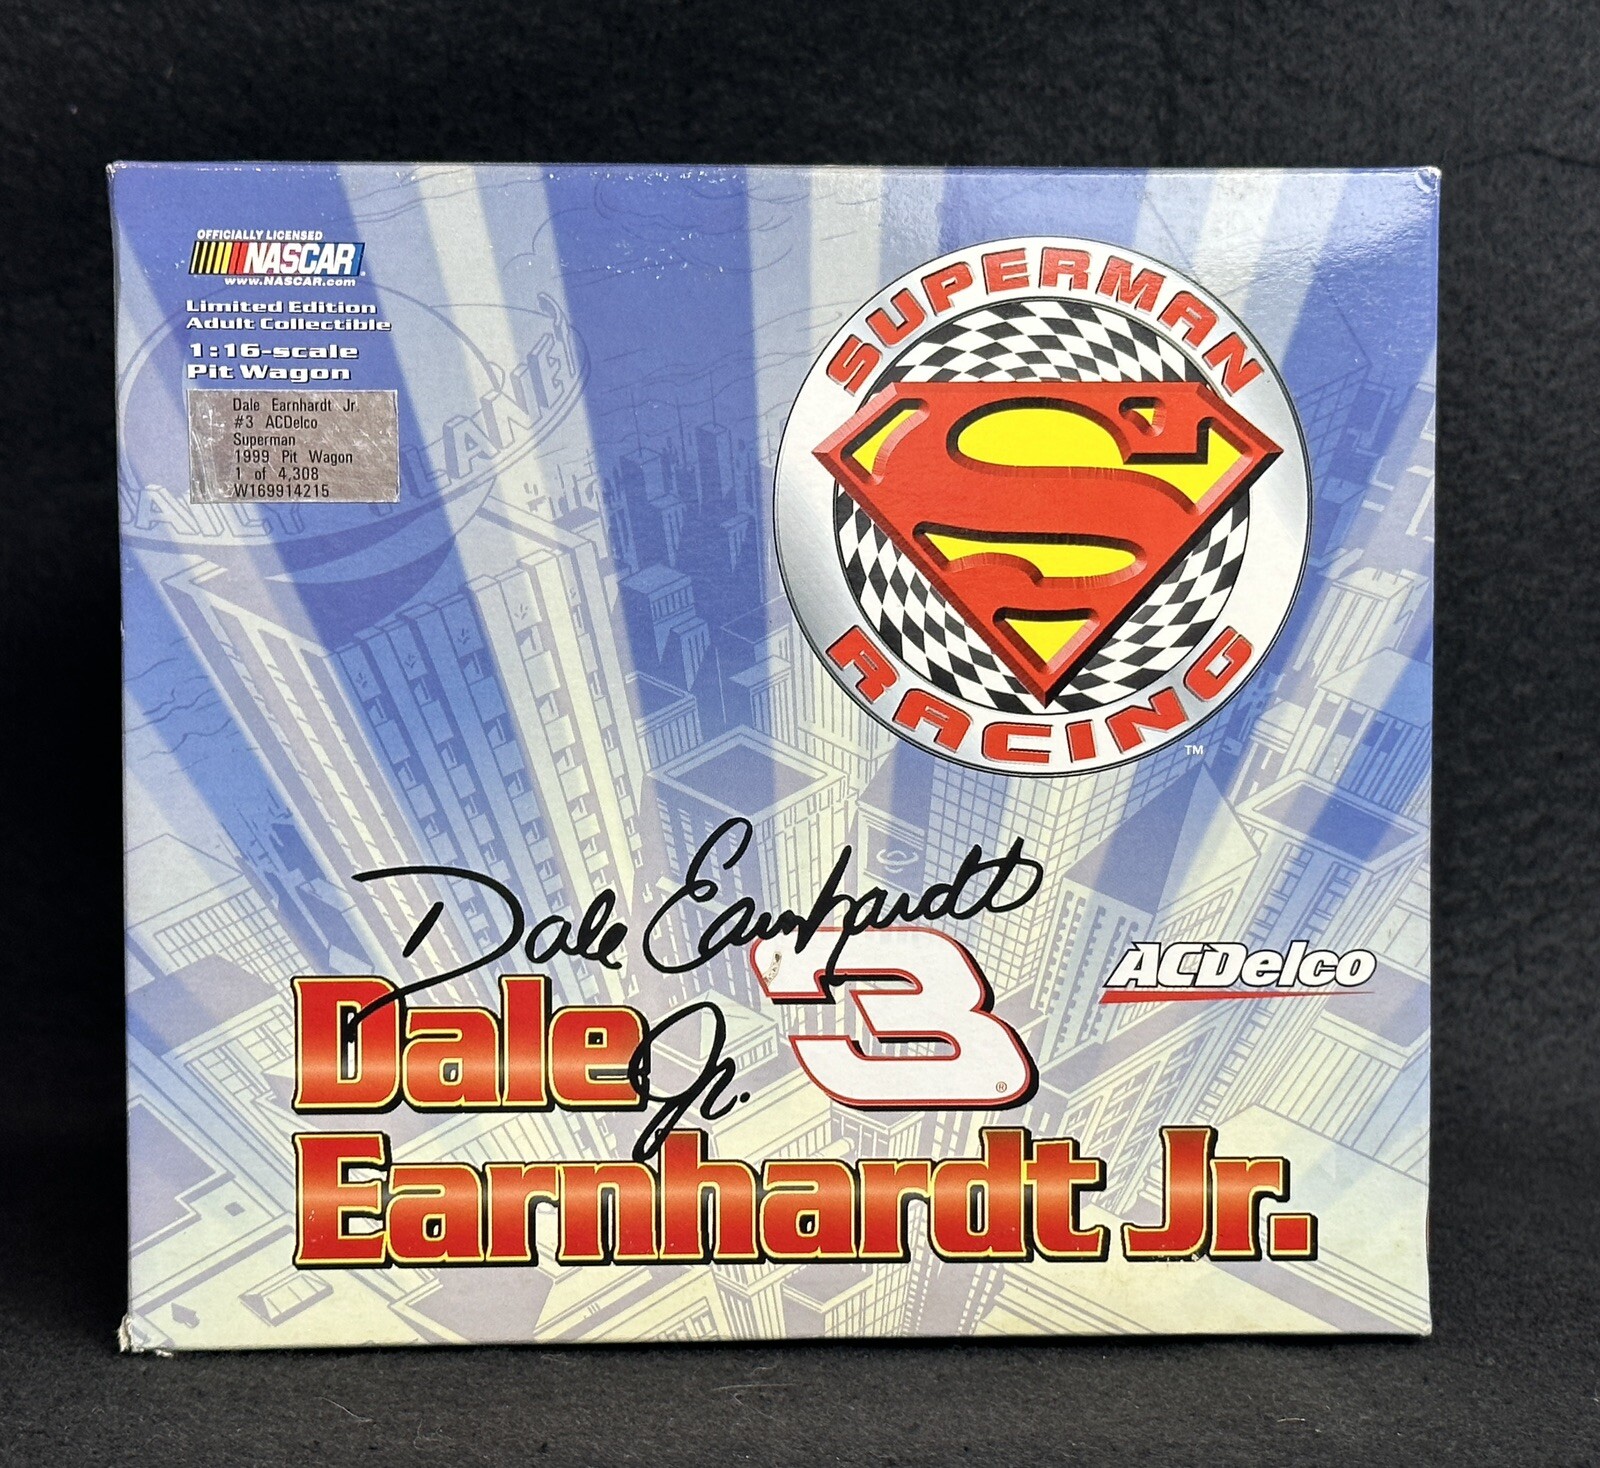 OFFICIALLY LICENSED
NASCAR
www.NASCAR.com
Limited Edition
Adult Collectible
1:16-scale
Pit Wagon
Dale Earnhardt Jr.
#3 ACDelco
Superman
1999 Pit Wagon
1 of 4,308
W169914215
DAILY PLANET
SUPERMAN
S
RACING
TM
Dale Earnhardt
Jr.
3
®
ACDelco
Dale
Earnhardt Jr.